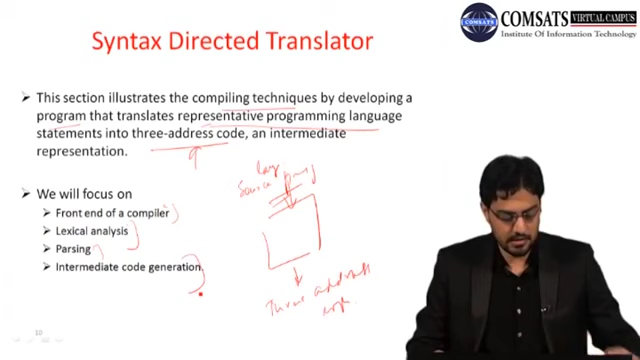 COMSATS VIRTUAL CAMPUS
Institute Of Information Technology
Syntax Directed Translator
➢ This section illustrates the compiling techniques by developing a
program that translates representative programming language
statements into three-address code, an intermediate
representation.
➢ We will focus on
Front end of a compiler
Lexical analysis
Parsing
Intermediate code generation
Source
Three
10